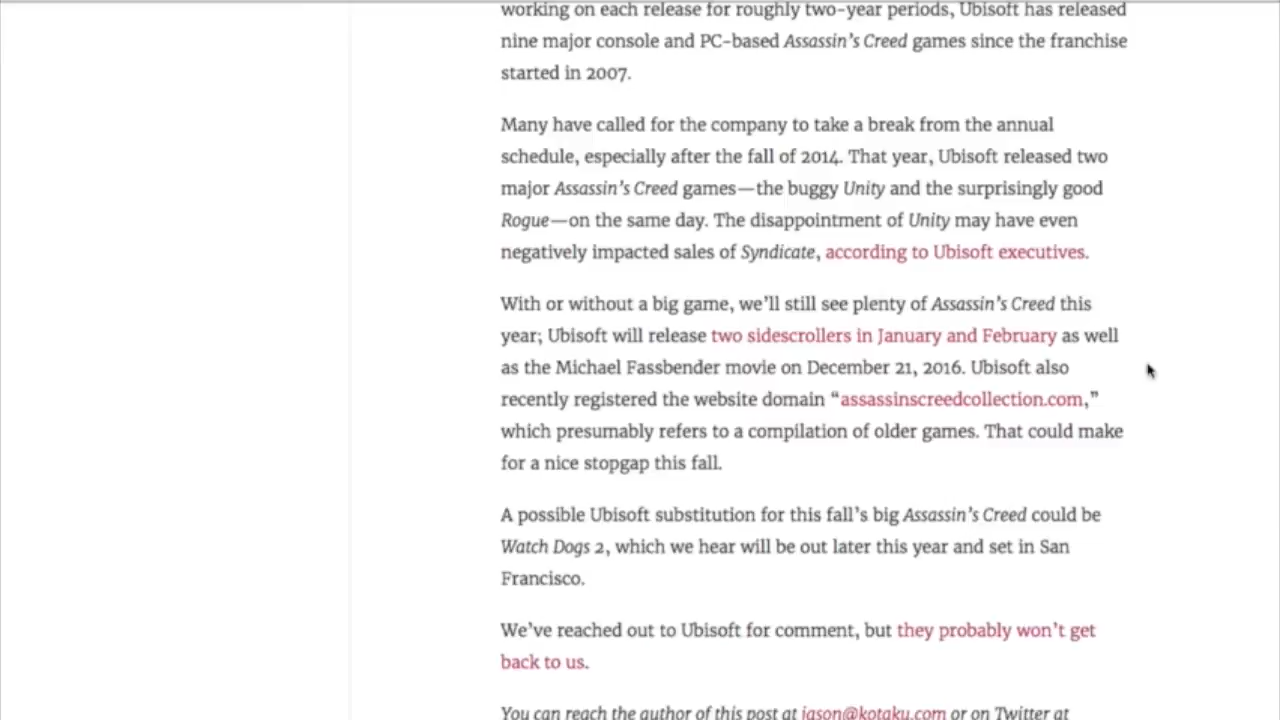 working on each release for roughly two-year periods, Ubisoft has released
nine major console and PC-based Assassin's Creed games since the franchise
started in 2007.
Many have called for the company to take a break from the annual
schedule, especially after the fall of 2014. That year, Ubisoft released two
major Assassin's Creed games—the buggy Unity and the surprisingly good
Rogue—on the same day. The disappointment of Unity may have even
negatively impacted sales of Syndicate, according to Ubisoft executives.
With or without a big game, we'll still see plenty of Assassin's Creed this
year; Ubisoft will release two sidescrollers in January and February as well
as the Michael Fassbender movie on December 21, 2016. Ubisoft also
recently registered the website domain “assassinscreedcollection.com,”
which presumably refers to a compilation of older games. That could make
for a nice stopgap this fall.
A possible Ubisoft substitution for this fall's big Assassin's Creed could be
Watch Dogs 2, which we hear will be out later this year and set in San
Francisco.
We've reached out to Ubisoft for comment, but they probably won't get
back to us.
You can reach the author of this post at jason@kotaku.com or on Twitter at